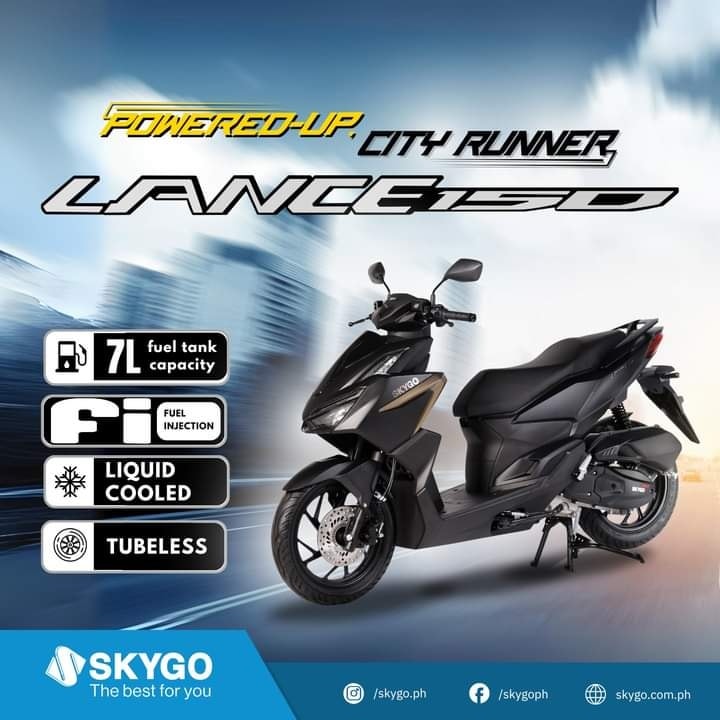 POWERED-UP,
CITY RUNNER
LANCE150
7L fuel tank
capacity
Fi FUEL
INJECTION
LIQUID
COOLED
TUBELESS
SKYGO
SKYGO
SKYGO
The best for you
/skygo.ph
/skygoph
skygo.com.ph